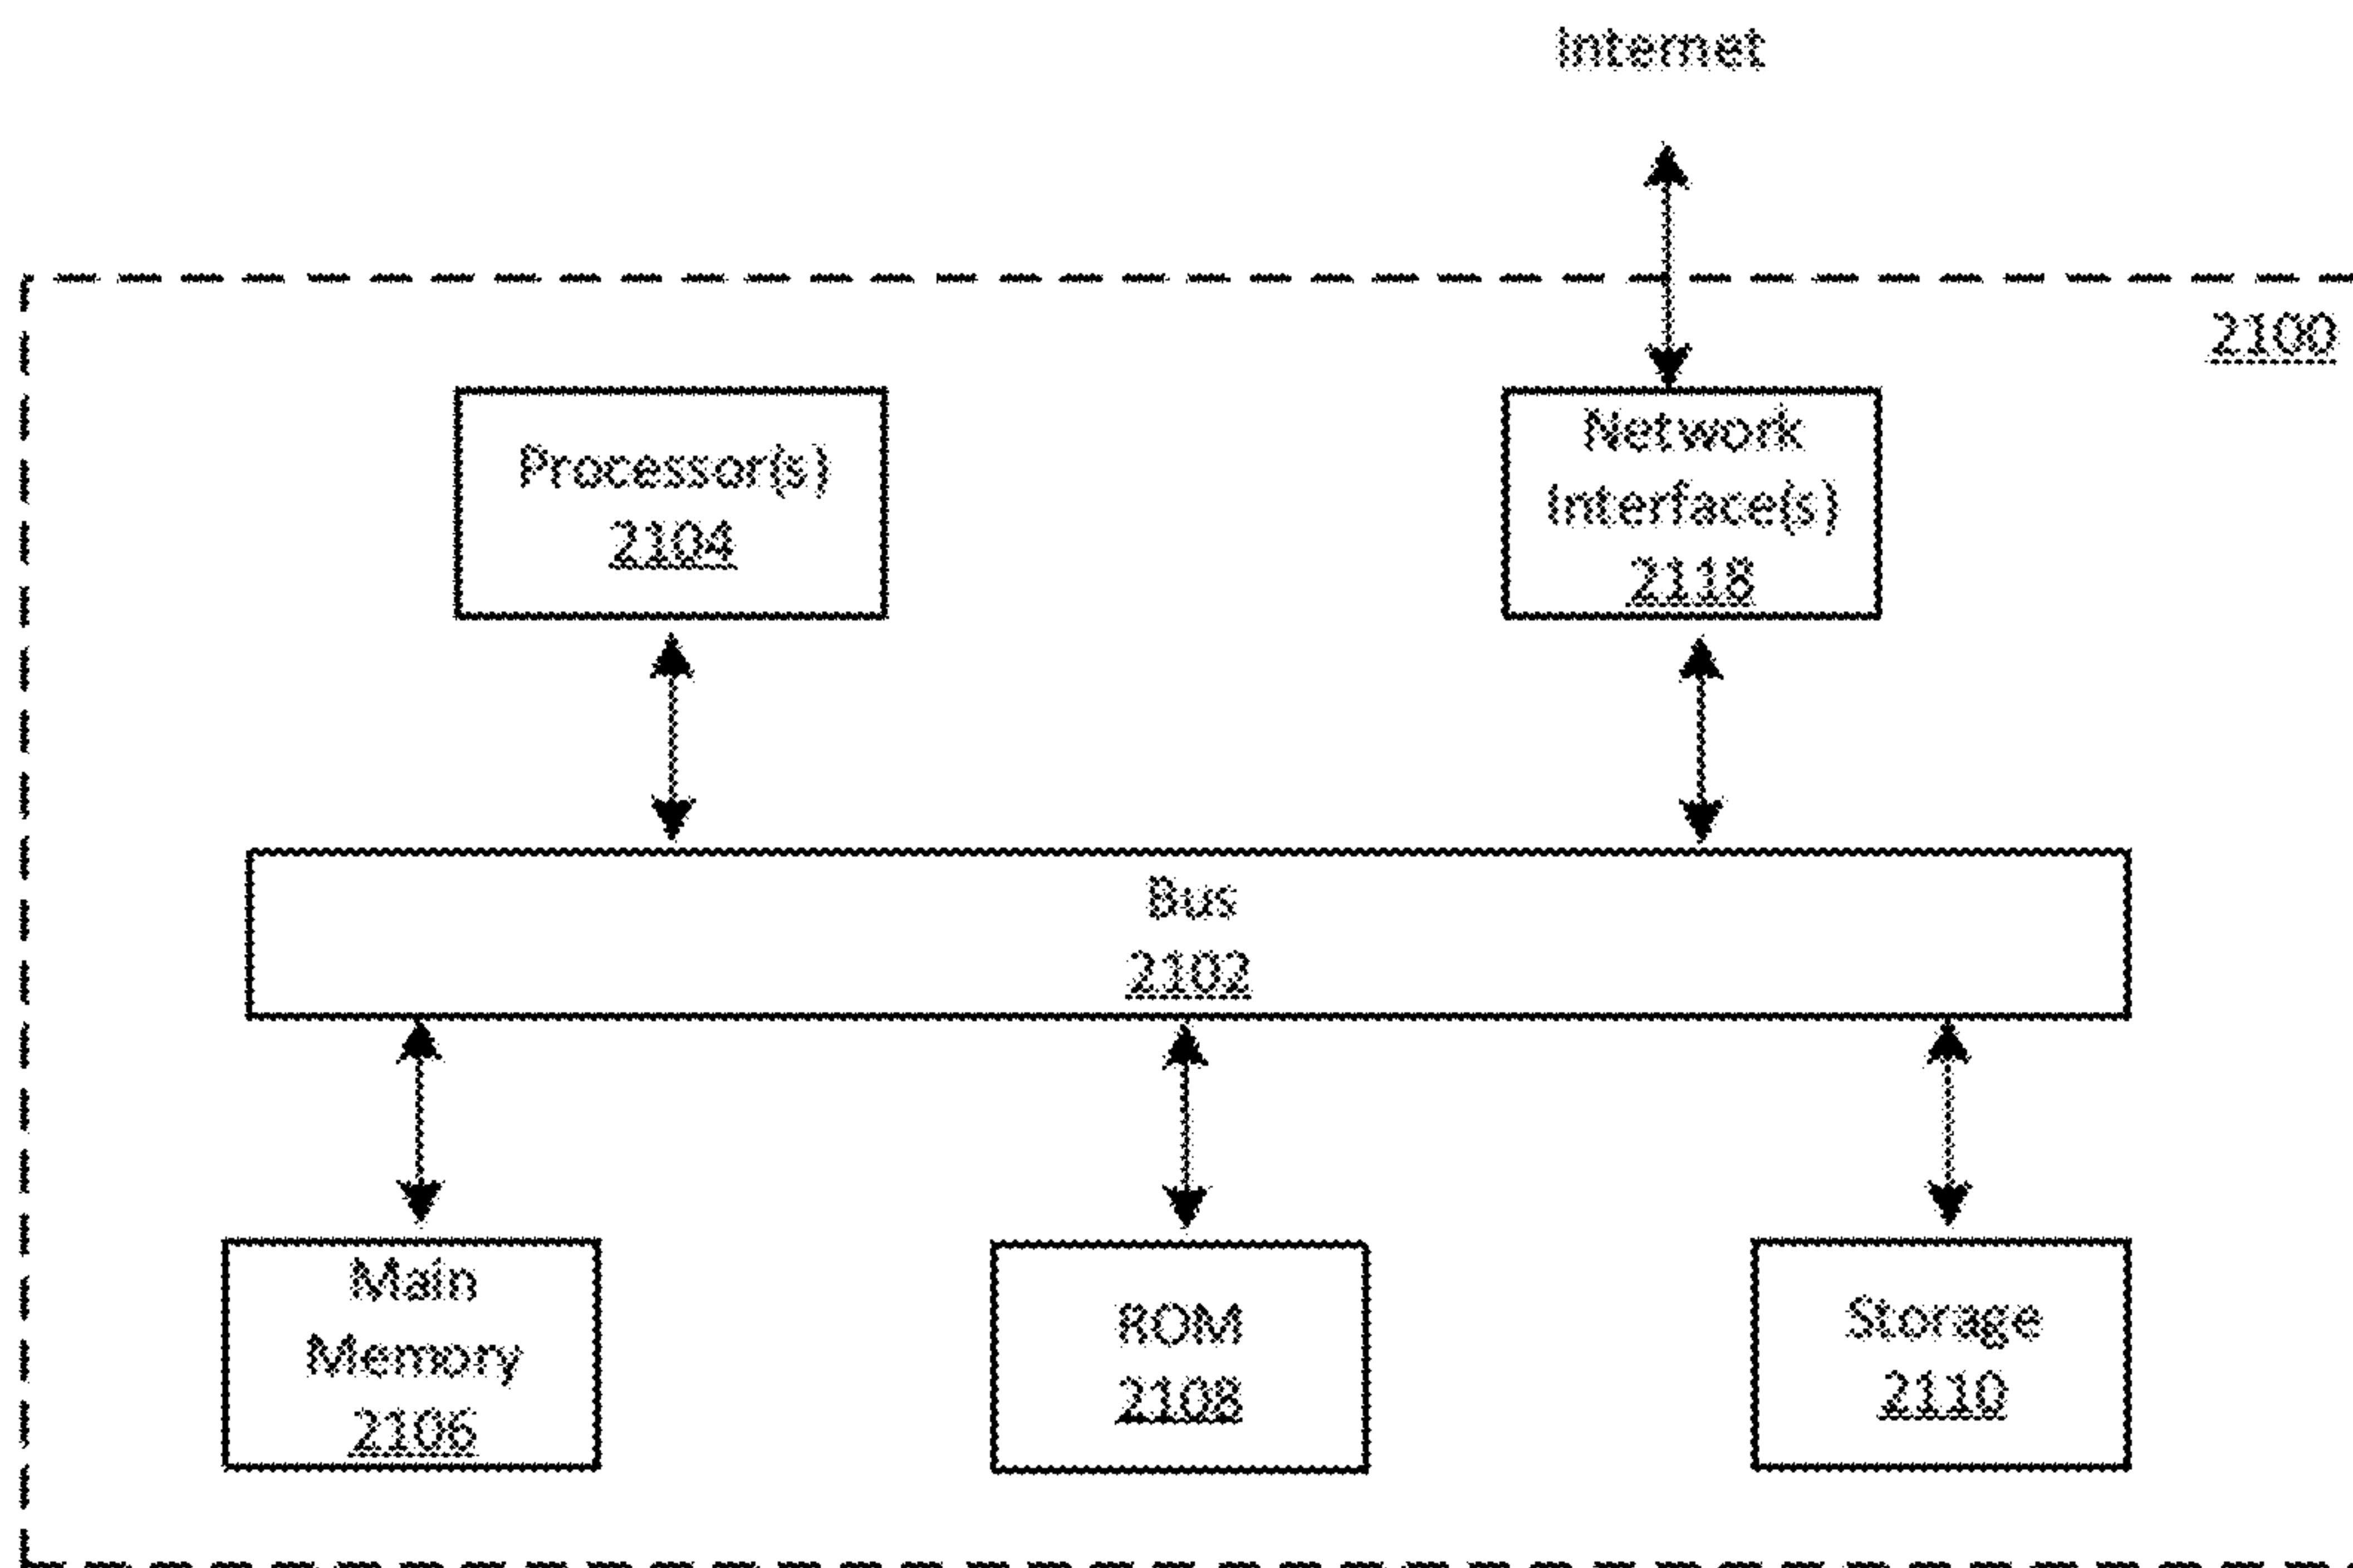 Internet
2100
Processor(s)
2104
Network
Interface(s)
2118
Bus
2102
Main
Memory
2106
ROM
2108
Storage
2110